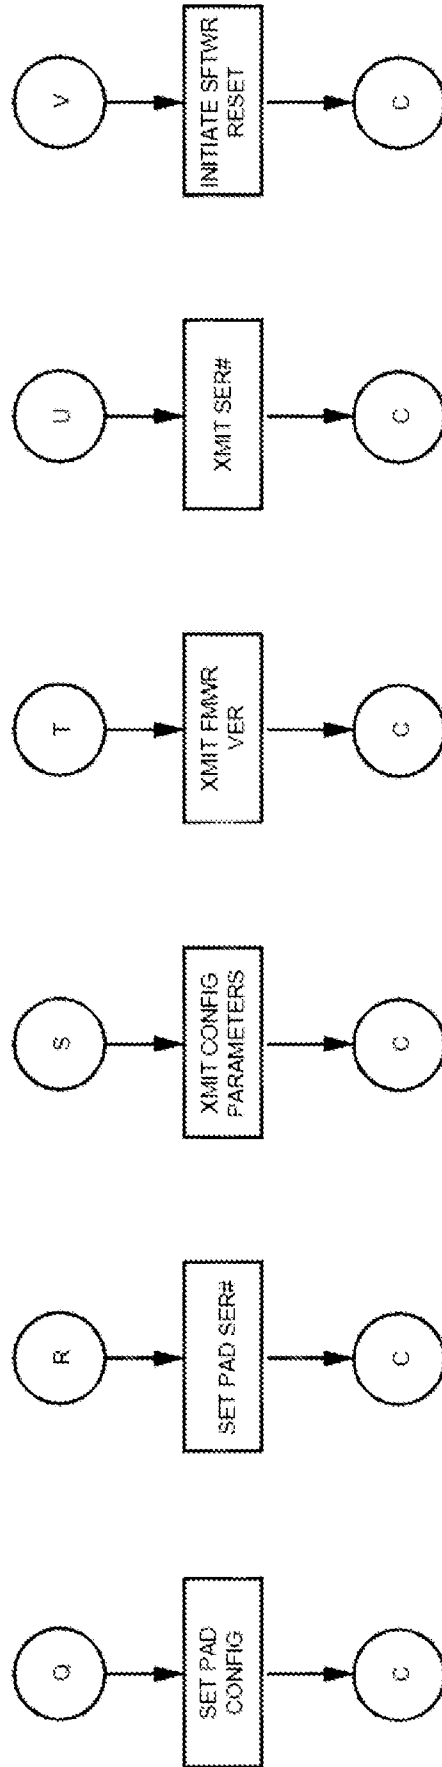 Q
SET PAD
CONFIG
C
R
SET PAD SER#
C
S
XMIT CONFIG
PARAMETERS
C
T
XMIT FMWR
VER
C
U
XMIT SER#
C
V
INITIATE SFTWR
RESET
C